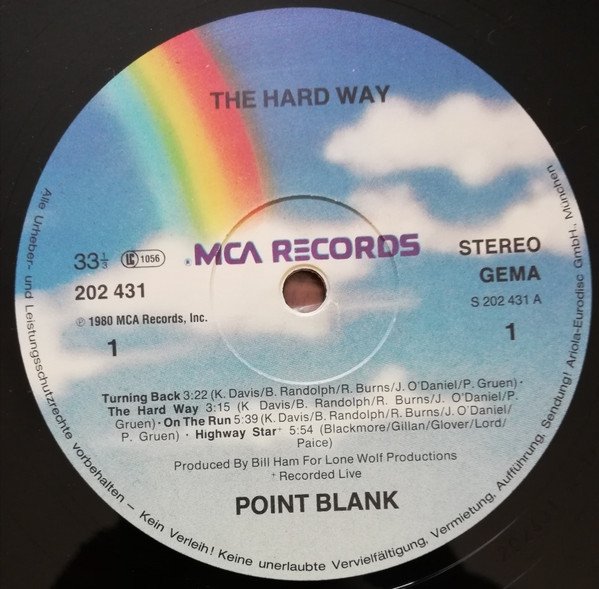 THE HARD WAY
MCA RECORDS
33 1/3 LC 1056
202 431
℗ 1980 MCA Records, Inc.
1
STEREO
GEMA
S 202 431 A
1
Turning Back 3:22 (K. Davis/B. Randolph/R. Burns/J. O'Daniel/P. Gruen) ·
The Hard Way 3:15 (K Davis/B. Randolph/R. Burns/J. O'Daniel/P.
Gruen) · On The Run 5:39 (K. Davis/B. Randolph/R. Burns/J. O'Daniel/
P. Gruen) · Highway Star+ 5:54 (Blackmore/Gillan/Glover/Lord/
Paice)
Produced By Bill Ham For Lone Wolf Productions
+ Recorded Live
POINT BLANK
Alle Urheber- und Leistungsschutzrechte vorbehalten – Kein Verleih! Keine unerlaubte Vervielfältigung, Vermietung, Aufführung, Sendung! Ariola-Eurodisc GmbH, München